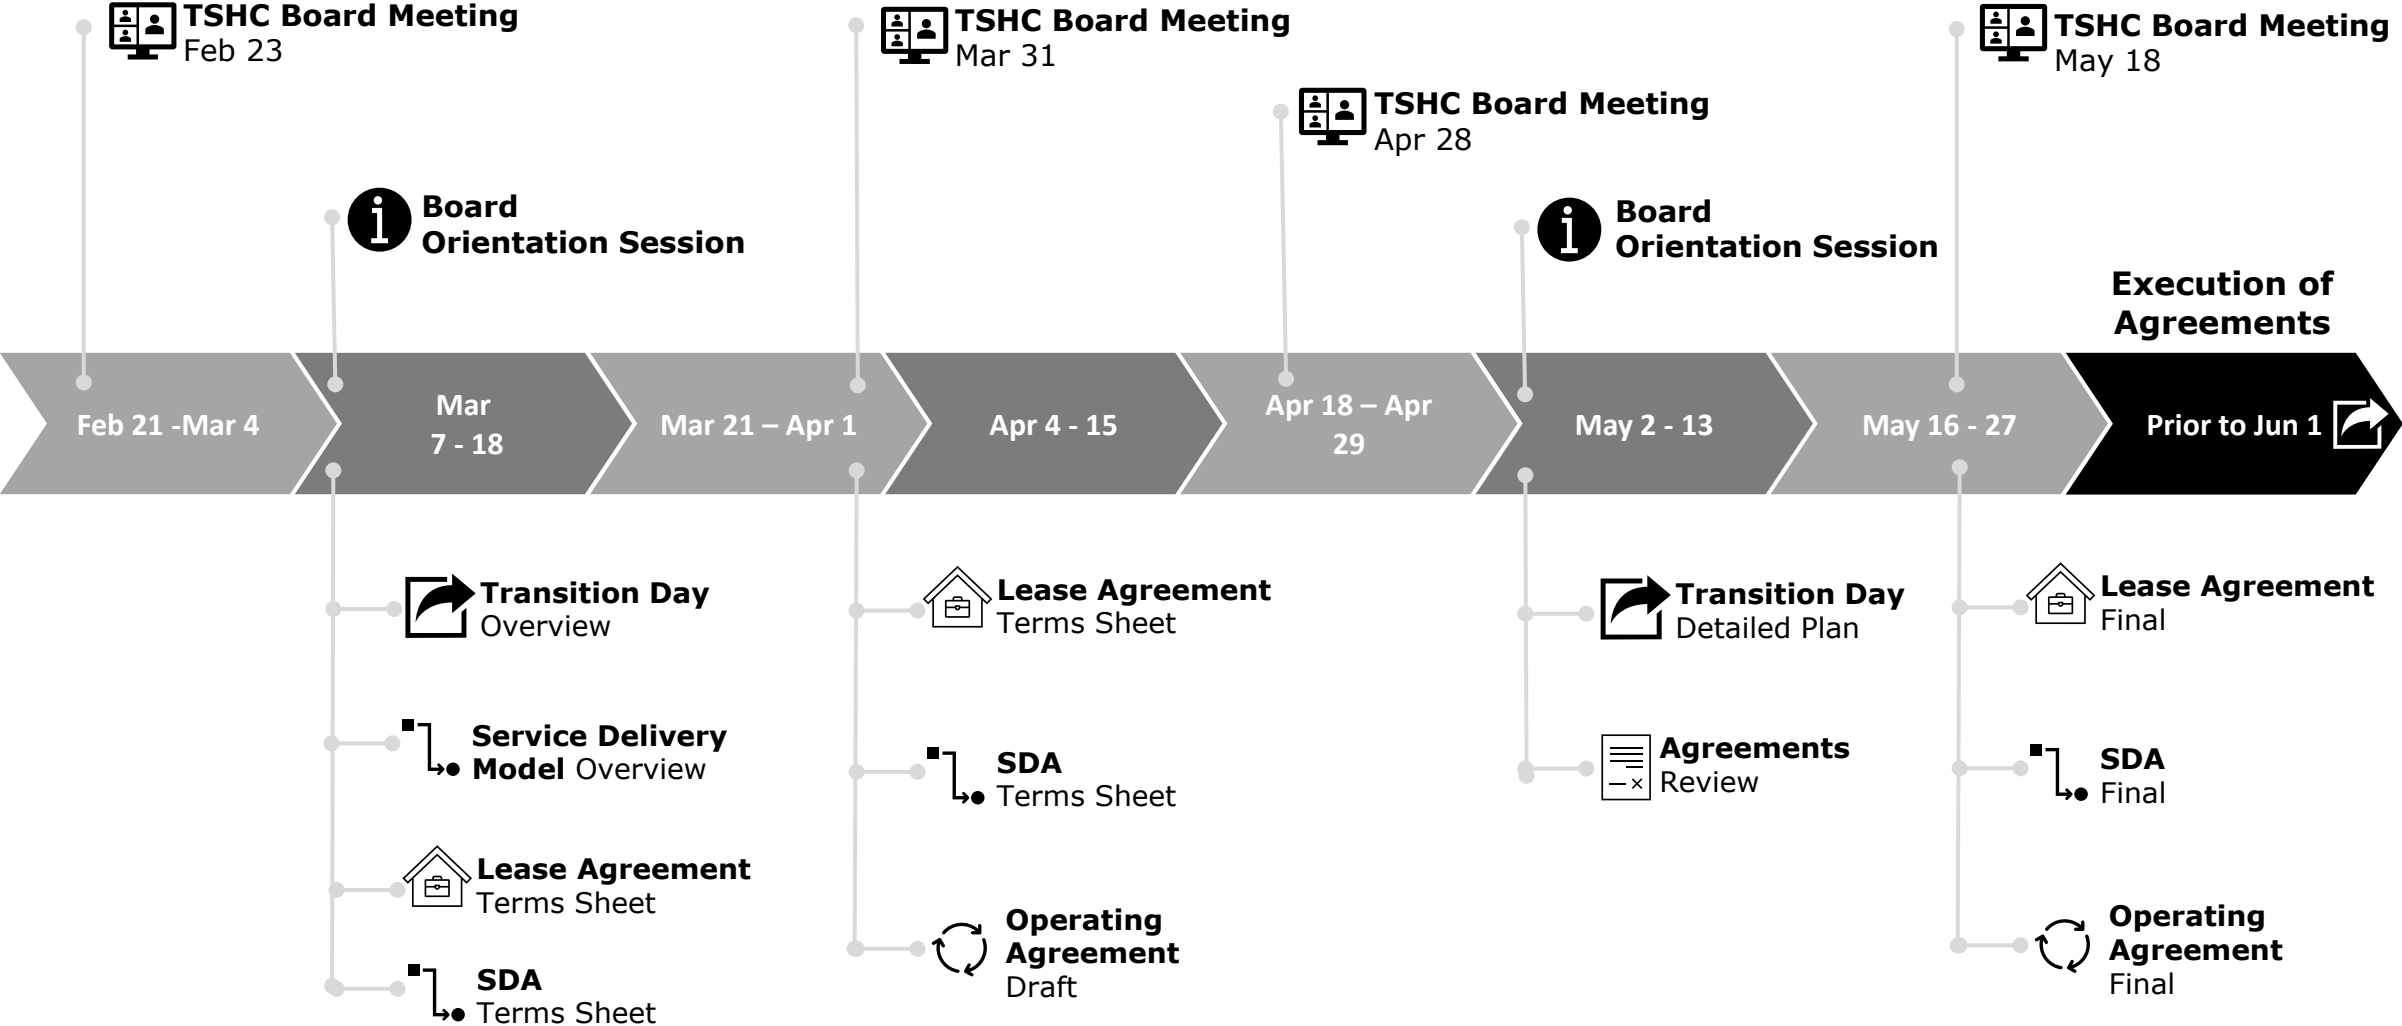 TSHC Board Meeting
Feb 23
TSHC Board Meeting
Mar 31
TSHC Board Meeting
May 18
TSHC Board Meeting
Apr 28
Board
Orientation Session
Board
Orientation Session
Execution of
Agreements
Feb 21 -Mar 4
Mar
7 - 18
Mar 21 – Apr 1
Apr 4 - 15
Apr 18 – Apr
29
May 2 - 13
May 16 - 27
Prior to Jun 1
Transition Day
Overview
Service Delivery
Model Overview
Lease Agreement
Terms Sheet
SDA
Terms Sheet
Lease Agreement
Terms Sheet
SDA
Terms Sheet
Operating
Agreement
Draft
Transition Day
Detailed Plan
Agreements
Review
Lease Agreement
Final
SDA
Final
Operating
Agreement
Final